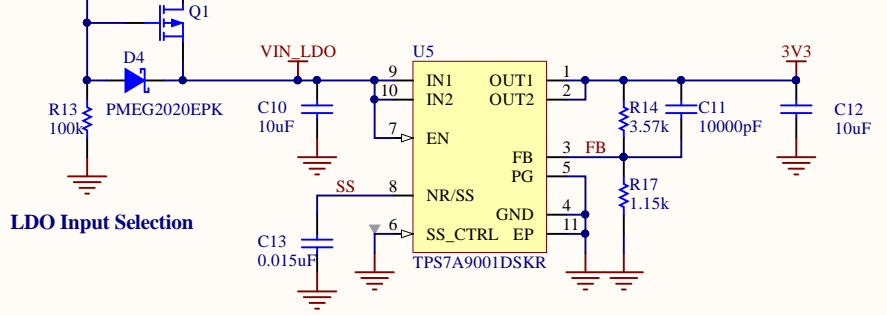 Q1
D4
PMEG2020EPK
R13
100k
LDO Input Selection
VIN_LDO
C10
10uF
SS
C13
0.015uF
U5
9
IN1
10
IN2
7
EN
8
NR/SS
6
SS_CTRL
OUT1
1
OUT2
2
FB
3
PG
5
GND
4
EP
11
TPS7A9001DSKR
FB
R14
3.57k
C11
10000pF
R17
1.15k
3V3
C12
10uF